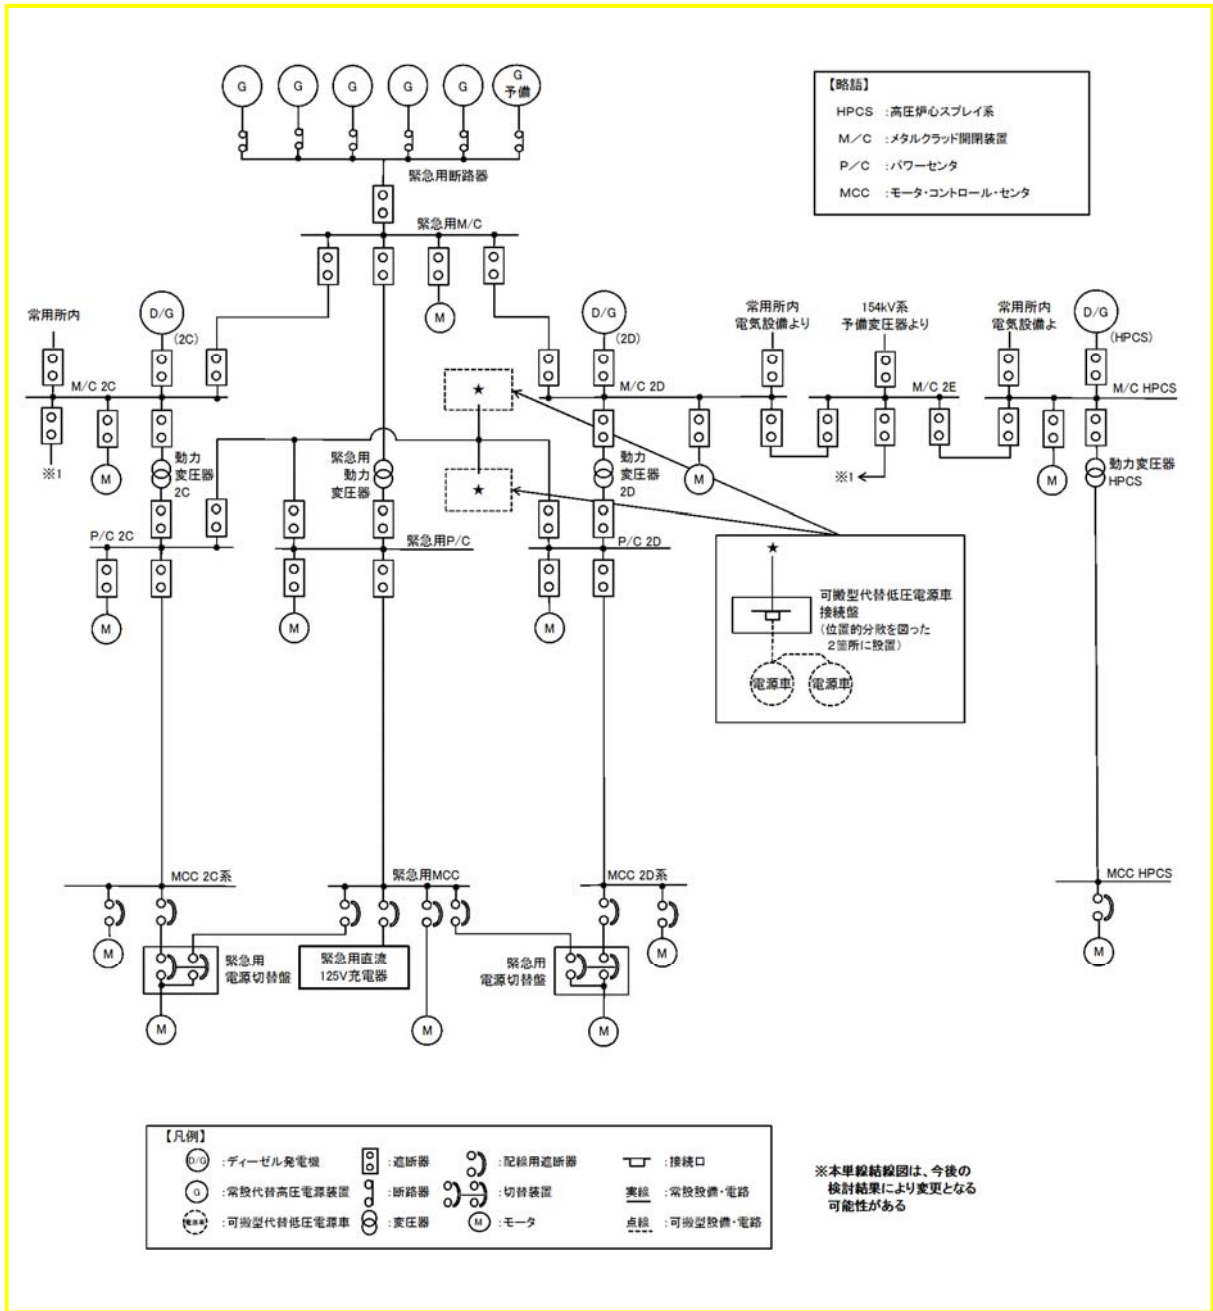 G
G
G
G
G
G
予備
緊急用断路器
緊急用M/C
【略語】
HPCS :高圧炉心スプレイ系
M/C :メタルクラッド開閉装置
P/C :パワーセンタ
MCC :モータ・コントロール・センタ
常用所内
D/G
(2C)
M
D/G
(2D)
常用所内
電気設備より
154kV系
予備変圧器より
常用所内
電気設備よ
D/G
(HPCS)
M/C 2C
★
M/C 2D
M/C 2E
M/C HPCS
※1
M
動力
変圧器
2C
緊急用
動力
変圧器
★
動力
変圧器
2D
M
※1
M
動力変圧器
HPCS
P/C 2C
緊急用P/C
P/C 2D
M
M
M
★
可搬型代替低圧電源車
接続盤
(位置的分散を図った
2箇所に設置)
電源車
電源車
MCC 2C系
緊急用MCC
MCC 2D系
MCC HPCS
M
緊急用
電源切替盤
緊急用直流
125V充電器
緊急用
電源切替盤
M
M
M
M
M
【凡例】
D/G :ディーゼル発電機
:遮断器
:配線用遮断器
:接続口
G :常設代替高圧電源装置
:断路器
:切替装置
実線 :常設設備・電路
電源車 :可搬型代替低圧電源車
:変圧器
M :モータ
点線 :可搬型設備・電路
※本単線結線図は、今後の
検討結果により変更となる
可能性がある